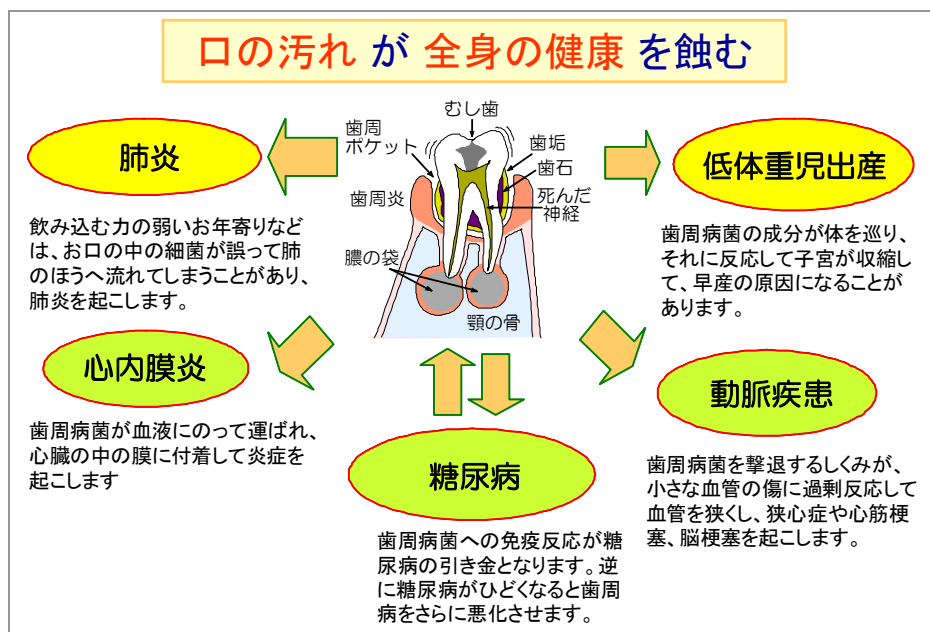 口の汚れ が 全身の健康 を蝕む
むし歯
歯周
ポケット
歯垢
歯石
歯周炎
死んだ
神経
膿の袋
顎の骨
肺炎
飲み込む力の弱いお年寄りなど
は、お口の中の細菌が誤って肺
のほうへ流れてしまうことがあり、
肺炎を起こします。
低体重児出産
歯周病菌の成分が体を巡り、
それに反応して子宮が収縮し
て、早産の原因になることが
あります。
心内膜炎
歯周病菌が血液にのって運ばれ、
心臓の中の膜に付着して炎症を
起こします
糖尿病
歯周病菌への免疫反応が糖
尿病の引き金となります。逆
に糖尿病がひどくなると歯周
病をさらに悪化させます。
動脈疾患
歯周病菌を撃退するしくみが、
小さな血管の傷に過剰反応して
血管を狭くし、狭心症や心筋梗
塞、脳梗塞を起こします。